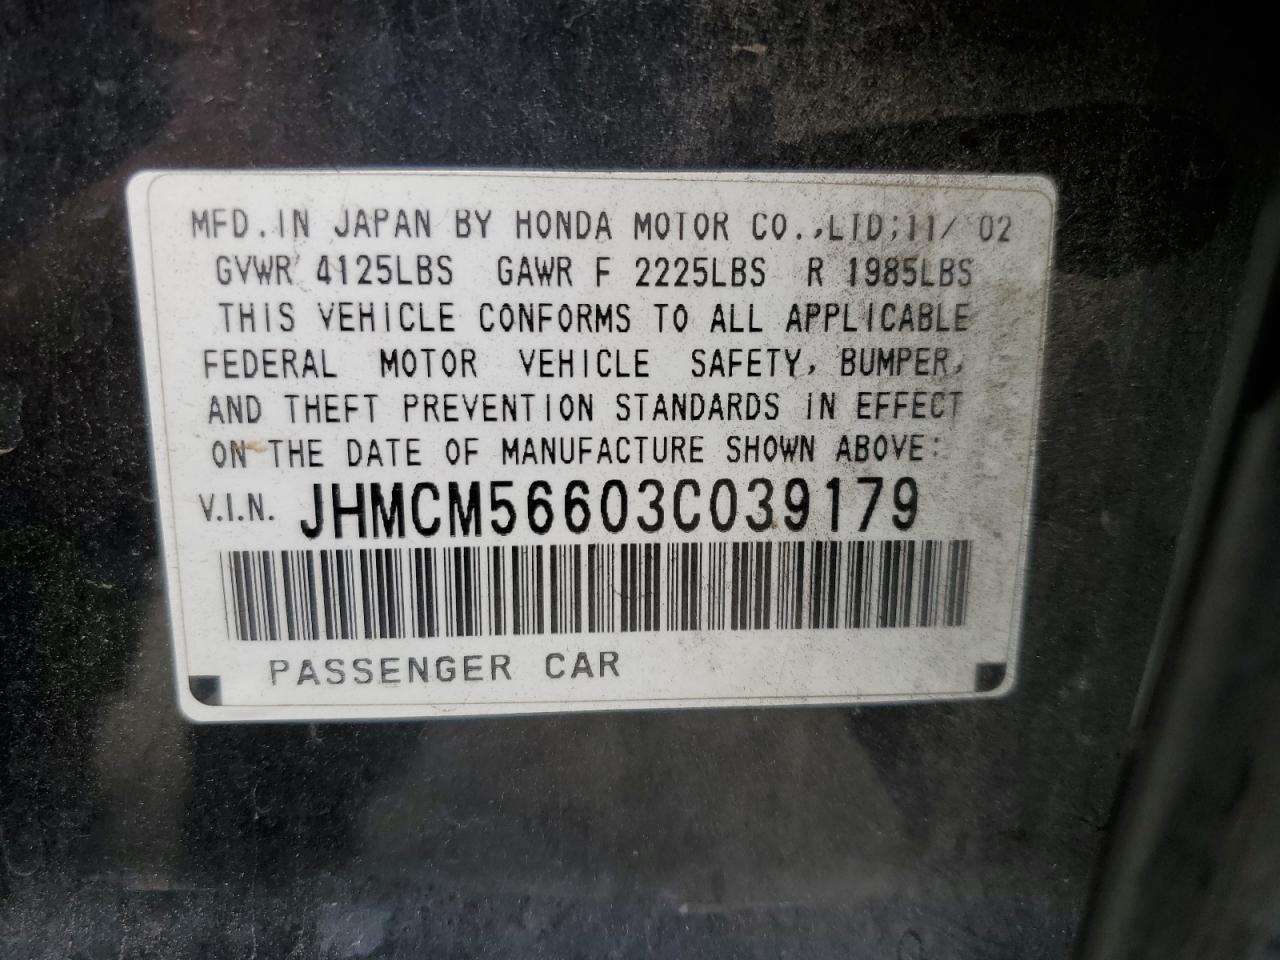 MFD.IN JAPAN BY HONDA MOTOR CO.,LTD;11/'02
GVWR 4125LBS GAWR F 2225LBS R 1985LBS
THIS VEHICLE CONFORMS TO ALL APPLICABLE
FEDERAL MOTOR VEHICLE SAFETY, BUMPER,
AND THEFT PREVENTION STANDARDS IN EFFECT
ON THE DATE OF MANUFACTURE SHOWN ABOVE:
V.I.N. JHMCM56603C039179
PASSENGER CAR